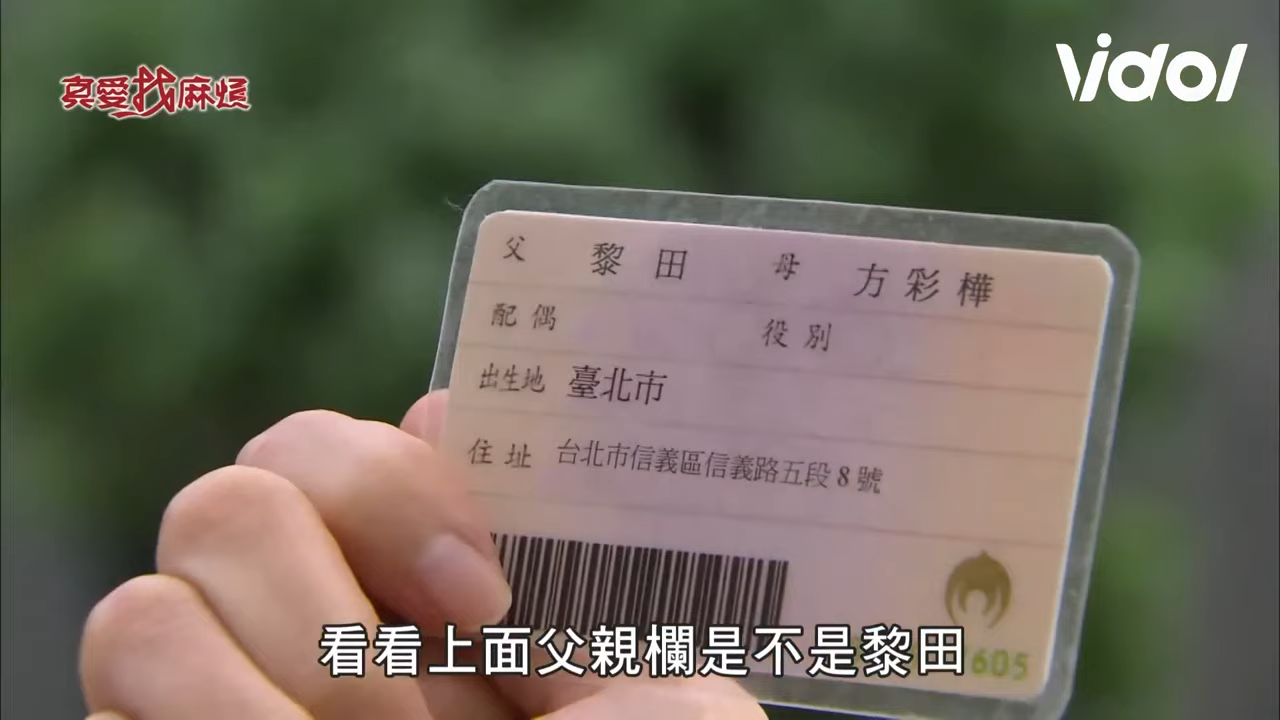 真愛找麻煩
Vidol
父 黎田 母 方彩樺
配偶 役別
出生地 臺北市
住址 台北市信義區信義路五段8號
605
看看上面父親欄是不是黎田